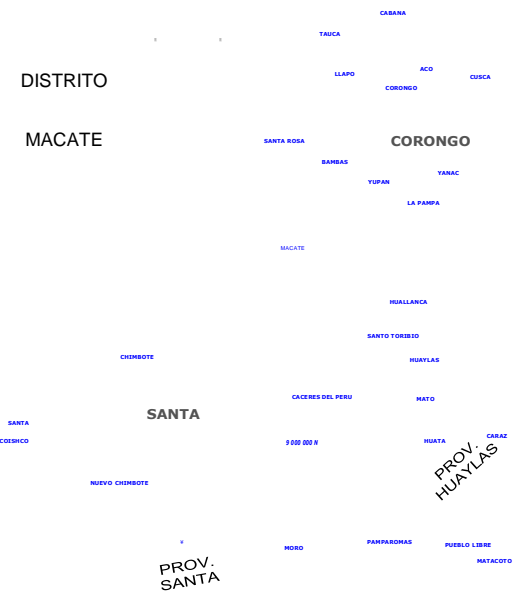 CABANA
TAUCA
LLAPO
ACO
CUSCA
DISTRITO
CORONGO
MACATE
SANTA ROSA
CORONGO
BAMBAS
YANAC
YUPAN
LA PAMPA
MACATE
HUALLANCA
SANTO TORIBIO
CHIMBOTE
HUAYLAS
CACERES DEL PERU
MATO
SANTA
SANTA
COISHCO
9 000 000 N
HUATA
CARAZ
PROV.
HUAYLAS
NUEVO CHIMBOTE
MORO
PAMPAROMAS
PUEBLO LIBRE
MATACOTO
PROV.
SANTA